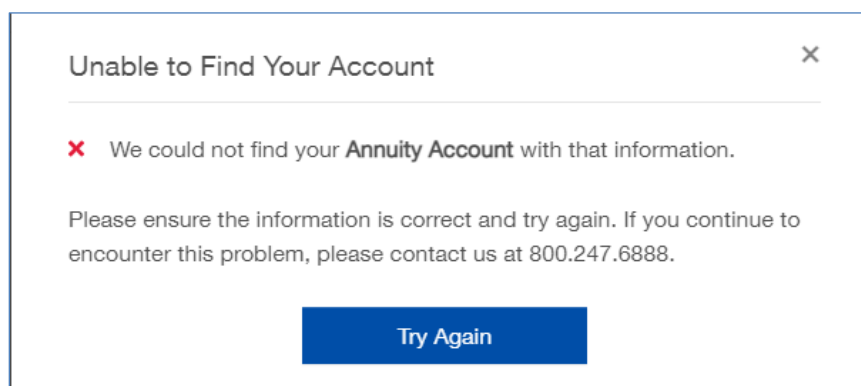 Unable to Find Your Account
We could not find your Annuity Account with that information.
Please ensure the information is correct and try again. If you continue to
encounter this problem, please contact us at 800.247.6888.
Try Again